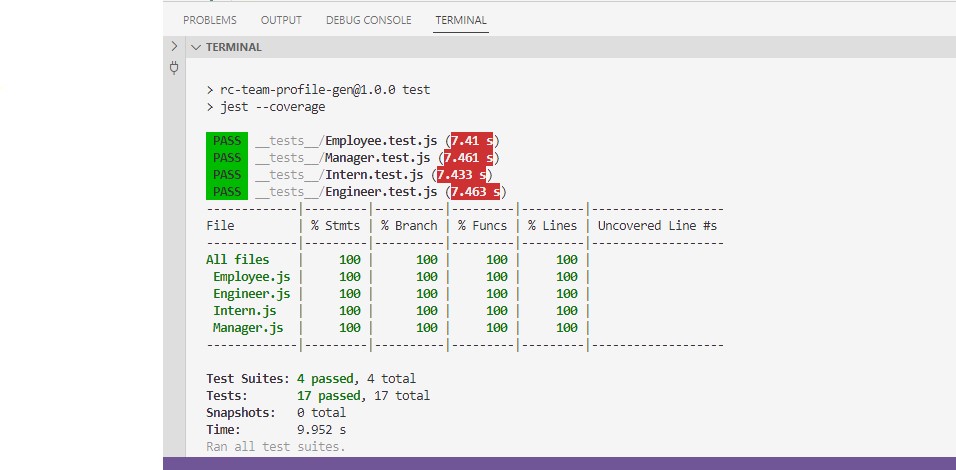 PROBLEMS OUTPUT DEBUG CONSOLE TERMINAL
TERMINAL
> rc-team-profile-gen@1.0.0 test
> jest --coverage
PASS __tests__/Employee.test.js (7.41 s)
PASS __tests__/Manager.test.js (7.461 s)
PASS __tests__/Intern.test.js (7.433 s)
PASS __tests__/Engineer.test.js (7.463 s)
-------------|---------|----------|---------|---------|-------------------
File | % Stmts | % Branch | % Funcs | % Lines | Uncovered Line #s
-------------|---------|----------|---------|---------|-------------------
All files | 100 | 100 | 100 | 100 |
Employee.js | 100 | 100 | 100 | 100 |
Engineer.js | 100 | 100 | 100 | 100 |
Intern.js | 100 | 100 | 100 | 100 |
Manager.js | 100 | 100 | 100 | 100 |
-------------|---------|----------|---------|---------|-------------------
Test Suites: 4 passed, 4 total
Tests: 17 passed, 17 total
Snapshots: 0 total
Time: 9.952 s
Ran all test suites.